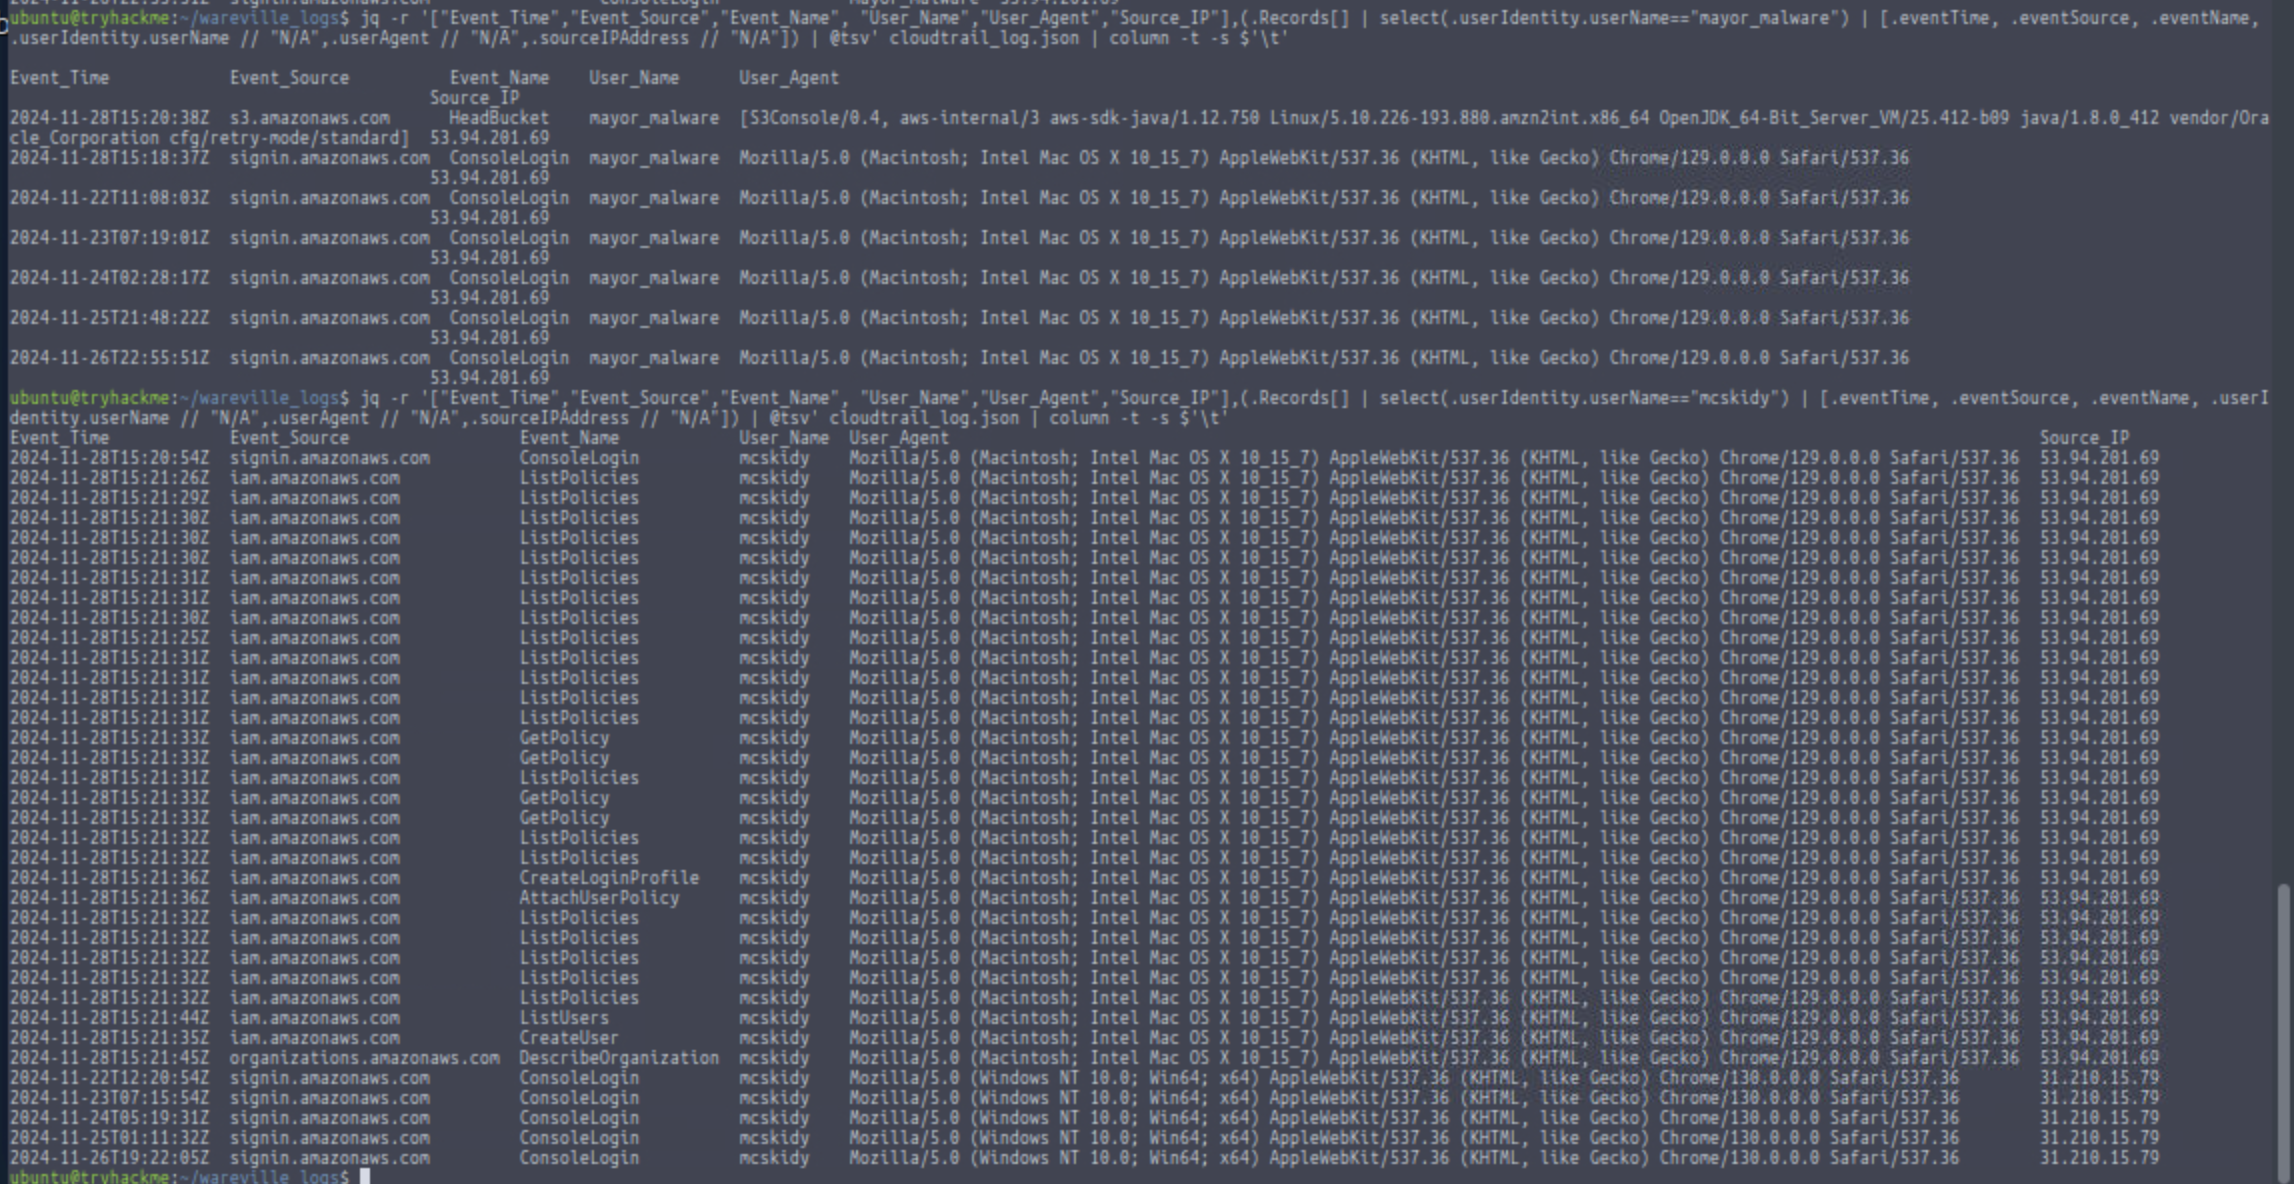 ConsoleLogin Mayor_Malware 53.94.201.69
ubuntu@tryhackme:~/wareville_logs$ jq -r '["Event_Time","Event_Source","Event_Name", "User_Name","User_Agent","Source_IP"],(.Records[] | select(.userIdentity.userName=="mayor_malware") | [.eventTime, .eventSource, .eventName,
.userIdentity.userName // "N/A",.userAgent // "N/A",.sourceIPAddress // "N/A"]) | @tsv' cloudtrail_log.json | column -t -s $'\t'
Event_Time Event_Source Event_Name User_Name User_Agent
Source_IP
2024-11-28T15:20:38Z s3.amazonaws.com HeadBucket mayor_malware [S3Console/0.4, aws-internal/3 aws-sdk-java/1.12.750 Linux/5.10.226-193.880.amzn2int.x86_64 OpenJDK_64-Bit_Server_VM/25.412-b09 java/1.8.0_412 vendor/Ora
cle_Corporation cfg/retry-mode/standard] 53.94.201.69
2024-11-28T15:18:37Z signin.amazonaws.com ConsoleLogin mayor_malware Mozilla/5.0 (Macintosh; Intel Mac OS X 10_15_7) AppleWebKit/537.36 (KHTML, like Gecko) Chrome/129.0.0.0 Safari/537.36
53.94.201.69
2024-11-22T11:08:03Z signin.amazonaws.com ConsoleLogin mayor_malware Mozilla/5.0 (Macintosh; Intel Mac OS X 10_15_7) AppleWebKit/537.36 (KHTML, like Gecko) Chrome/129.0.0.0 Safari/537.36
53.94.201.69
2024-11-23T07:19:01Z signin.amazonaws.com ConsoleLogin mayor_malware Mozilla/5.0 (Macintosh; Intel Mac OS X 10_15_7) AppleWebKit/537.36 (KHTML, like Gecko) Chrome/129.0.0.0 Safari/537.36
53.94.201.69
2024-11-24T02:28:17Z signin.amazonaws.com ConsoleLogin mayor_malware Mozilla/5.0 (Macintosh; Intel Mac OS X 10_15_7) AppleWebKit/537.36 (KHTML, like Gecko) Chrome/129.0.0.0 Safari/537.36
53.94.201.69
2024-11-25T21:48:22Z signin.amazonaws.com ConsoleLogin mayor_malware Mozilla/5.0 (Macintosh; Intel Mac OS X 10_15_7) AppleWebKit/537.36 (KHTML, like Gecko) Chrome/129.0.0.0 Safari/537.36
53.94.201.69
2024-11-26T22:55:51Z signin.amazonaws.com ConsoleLogin mayor_malware Mozilla/5.0 (Macintosh; Intel Mac OS X 10_15_7) AppleWebKit/537.36 (KHTML, like Gecko) Chrome/129.0.0.0 Safari/537.36
53.94.201.69
ubuntu@tryhackme:~/wareville_logs$ jq -r '["Event_Time","Event_Source","Event_Name", "User_Name","User_Agent","Source_IP"],(.Records[] | select(.userIdentity.userName=="mcskidy") | [.eventTime, .eventSource, .eventName, .userI
dentity.userName // "N/A",.userAgent // "N/A",.sourceIPAddress // "N/A"]) | @tsv' cloudtrail_log.json | column -t -s $'\t'
Event_Time Event_Source Event_Name User_Name User_Agent Source_IP
2024-11-28T15:20:54Z signin.amazonaws.com ConsoleLogin mcskidy Mozilla/5.0 (Macintosh; Intel Mac OS X 10_15_7) AppleWebKit/537.36 (KHTML, like Gecko) Chrome/129.0.0.0 Safari/537.36 53.94.201.69
2024-11-28T15:21:26Z iam.amazonaws.com ListPolicies mcskidy Mozilla/5.0 (Macintosh; Intel Mac OS X 10_15_7) AppleWebKit/537.36 (KHTML, like Gecko) Chrome/129.0.0.0 Safari/537.36 53.94.201.69
2024-11-28T15:21:29Z iam.amazonaws.com ListPolicies mcskidy Mozilla/5.0 (Macintosh; Intel Mac OS X 10_15_7) AppleWebKit/537.36 (KHTML, like Gecko) Chrome/129.0.0.0 Safari/537.36 53.94.201.69
2024-11-28T15:21:30Z iam.amazonaws.com ListPolicies mcskidy Mozilla/5.0 (Macintosh; Intel Mac OS X 10_15_7) AppleWebKit/537.36 (KHTML, like Gecko) Chrome/129.0.0.0 Safari/537.36 53.94.201.69
2024-11-28T15:21:30Z iam.amazonaws.com ListPolicies mcskidy Mozilla/5.0 (Macintosh; Intel Mac OS X 10_15_7) AppleWebKit/537.36 (KHTML, like Gecko) Chrome/129.0.0.0 Safari/537.36 53.94.201.69
2024-11-28T15:21:30Z iam.amazonaws.com ListPolicies mcskidy Mozilla/5.0 (Macintosh; Intel Mac OS X 10_15_7) AppleWebKit/537.36 (KHTML, like Gecko) Chrome/129.0.0.0 Safari/537.36 53.94.201.69
2024-11-28T15:21:31Z iam.amazonaws.com ListPolicies mcskidy Mozilla/5.0 (Macintosh; Intel Mac OS X 10_15_7) AppleWebKit/537.36 (KHTML, like Gecko) Chrome/129.0.0.0 Safari/537.36 53.94.201.69
2024-11-28T15:21:31Z iam.amazonaws.com ListPolicies mcskidy Mozilla/5.0 (Macintosh; Intel Mac OS X 10_15_7) AppleWebKit/537.36 (KHTML, like Gecko) Chrome/129.0.0.0 Safari/537.36 53.94.201.69
2024-11-28T15:21:30Z iam.amazonaws.com ListPolicies mcskidy Mozilla/5.0 (Macintosh; Intel Mac OS X 10_15_7) AppleWebKit/537.36 (KHTML, like Gecko) Chrome/129.0.0.0 Safari/537.36 53.94.201.69
2024-11-28T15:21:25Z iam.amazonaws.com ListPolicies mcskidy Mozilla/5.0 (Macintosh; Intel Mac OS X 10_15_7) AppleWebKit/537.36 (KHTML, like Gecko) Chrome/129.0.0.0 Safari/537.36 53.94.201.69
2024-11-28T15:21:31Z iam.amazonaws.com ListPolicies mcskidy Mozilla/5.0 (Macintosh; Intel Mac OS X 10_15_7) AppleWebKit/537.36 (KHTML, like Gecko) Chrome/129.0.0.0 Safari/537.36 53.94.201.69
2024-11-28T15:21:31Z iam.amazonaws.com ListPolicies mcskidy Mozilla/5.0 (Macintosh; Intel Mac OS X 10_15_7) AppleWebKit/537.36 (KHTML, like Gecko) Chrome/129.0.0.0 Safari/537.36 53.94.201.69
2024-11-28T15:21:31Z iam.amazonaws.com ListPolicies mcskidy Mozilla/5.0 (Macintosh; Intel Mac OS X 10_15_7) AppleWebKit/537.36 (KHTML, like Gecko) Chrome/129.0.0.0 Safari/537.36 53.94.201.69
2024-11-28T15:21:31Z iam.amazonaws.com ListPolicies mcskidy Mozilla/5.0 (Macintosh; Intel Mac OS X 10_15_7) AppleWebKit/537.36 (KHTML, like Gecko) Chrome/129.0.0.0 Safari/537.36 53.94.201.69
2024-11-28T15:21:33Z iam.amazonaws.com GetPolicy mcskidy Mozilla/5.0 (Macintosh; Intel Mac OS X 10_15_7) AppleWebKit/537.36 (KHTML, like Gecko) Chrome/129.0.0.0 Safari/537.36 53.94.201.69
2024-11-28T15:21:33Z iam.amazonaws.com GetPolicy mcskidy Mozilla/5.0 (Macintosh; Intel Mac OS X 10_15_7) AppleWebKit/537.36 (KHTML, like Gecko) Chrome/129.0.0.0 Safari/537.36 53.94.201.69
2024-11-28T15:21:31Z iam.amazonaws.com ListPolicies mcskidy Mozilla/5.0 (Macintosh; Intel Mac OS X 10_15_7) AppleWebKit/537.36 (KHTML, like Gecko) Chrome/129.0.0.0 Safari/537.36 53.94.201.69
2024-11-28T15:21:33Z iam.amazonaws.com GetPolicy mcskidy Mozilla/5.0 (Macintosh; Intel Mac OS X 10_15_7) AppleWebKit/537.36 (KHTML, like Gecko) Chrome/129.0.0.0 Safari/537.36 53.94.201.69
2024-11-28T15:21:33Z iam.amazonaws.com GetPolicy mcskidy Mozilla/5.0 (Macintosh; Intel Mac OS X 10_15_7) AppleWebKit/537.36 (KHTML, like Gecko) Chrome/129.0.0.0 Safari/537.36 53.94.201.69
2024-11-28T15:21:32Z iam.amazonaws.com ListPolicies mcskidy Mozilla/5.0 (Macintosh; Intel Mac OS X 10_15_7) AppleWebKit/537.36 (KHTML, like Gecko) Chrome/129.0.0.0 Safari/537.36 53.94.201.69
2024-11-28T15:21:32Z iam.amazonaws.com ListPolicies mcskidy Mozilla/5.0 (Macintosh; Intel Mac OS X 10_15_7) AppleWebKit/537.36 (KHTML, like Gecko) Chrome/129.0.0.0 Safari/537.36 53.94.201.69
2024-11-28T15:21:36Z iam.amazonaws.com CreateLoginProfile mcskidy Mozilla/5.0 (Macintosh; Intel Mac OS X 10_15_7) AppleWebKit/537.36 (KHTML, like Gecko) Chrome/129.0.0.0 Safari/537.36 53.94.201.69
2024-11-28T15:21:36Z iam.amazonaws.com AttachUserPolicy mcskidy Mozilla/5.0 (Macintosh; Intel Mac OS X 10_15_7) AppleWebKit/537.36 (KHTML, like Gecko) Chrome/129.0.0.0 Safari/537.36 53.94.201.69
2024-11-28T15:21:32Z iam.amazonaws.com ListPolicies mcskidy Mozilla/5.0 (Macintosh; Intel Mac OS X 10_15_7) AppleWebKit/537.36 (KHTML, like Gecko) Chrome/129.0.0.0 Safari/537.36 53.94.201.69
2024-11-28T15:21:32Z iam.amazonaws.com ListPolicies mcskidy Mozilla/5.0 (Macintosh; Intel Mac OS X 10_15_7) AppleWebKit/537.36 (KHTML, like Gecko) Chrome/129.0.0.0 Safari/537.36 53.94.201.69
2024-11-28T15:21:32Z iam.amazonaws.com ListPolicies mcskidy Mozilla/5.0 (Macintosh; Intel Mac OS X 10_15_7) AppleWebKit/537.36 (KHTML, like Gecko) Chrome/129.0.0.0 Safari/537.36 53.94.201.69
2024-11-28T15:21:32Z iam.amazonaws.com ListPolicies mcskidy Mozilla/5.0 (Macintosh; Intel Mac OS X 10_15_7) AppleWebKit/537.36 (KHTML, like Gecko) Chrome/129.0.0.0 Safari/537.36 53.94.201.69
2024-11-28T15:21:32Z iam.amazonaws.com ListPolicies mcskidy Mozilla/5.0 (Macintosh; Intel Mac OS X 10_15_7) AppleWebKit/537.36 (KHTML, like Gecko) Chrome/129.0.0.0 Safari/537.36 53.94.201.69
2024-11-28T15:21:44Z iam.amazonaws.com ListUsers mcskidy Mozilla/5.0 (Macintosh; Intel Mac OS X 10_15_7) AppleWebKit/537.36 (KHTML, like Gecko) Chrome/129.0.0.0 Safari/537.36 53.94.201.69
2024-11-28T15:21:35Z iam.amazonaws.com CreateUser mcskidy Mozilla/5.0 (Macintosh; Intel Mac OS X 10_15_7) AppleWebKit/537.36 (KHTML, like Gecko) Chrome/129.0.0.0 Safari/537.36 53.94.201.69
2024-11-28T15:21:45Z organizations.amazonaws.com DescribeOrganization mcskidy Mozilla/5.0 (Macintosh; Intel Mac OS X 10_15_7) AppleWebKit/537.36 (KHTML, like Gecko) Chrome/129.0.0.0 Safari/537.36 53.94.201.69
2024-11-22T12:20:54Z signin.amazonaws.com ConsoleLogin mcskidy Mozilla/5.0 (Windows NT 10.0; Win64; x64) AppleWebKit/537.36 (KHTML, like Gecko) Chrome/130.0.0.0 Safari/537.36 31.210.15.79
2024-11-23T07:15:54Z signin.amazonaws.com ConsoleLogin mcskidy Mozilla/5.0 (Windows NT 10.0; Win64; x64) AppleWebKit/537.36 (KHTML, like Gecko) Chrome/130.0.0.0 Safari/537.36 31.210.15.79
2024-11-24T05:19:31Z signin.amazonaws.com ConsoleLogin mcskidy Mozilla/5.0 (Windows NT 10.0; Win64; x64) AppleWebKit/537.36 (KHTML, like Gecko) Chrome/130.0.0.0 Safari/537.36 31.210.15.79
2024-11-25T01:11:32Z signin.amazonaws.com ConsoleLogin mcskidy Mozilla/5.0 (Windows NT 10.0; Win64; x64) AppleWebKit/537.36 (KHTML, like Gecko) Chrome/130.0.0.0 Safari/537.36 31.210.15.79
2024-11-26T19:22:05Z signin.amazonaws.com ConsoleLogin mcskidy Mozilla/5.0 (Windows NT 10.0; Win64; x64) AppleWebKit/537.36 (KHTML, like Gecko) Chrome/130.0.0.0 Safari/537.36 31.210.15.79
ubuntu@tryhackme:~/wareville_logs$